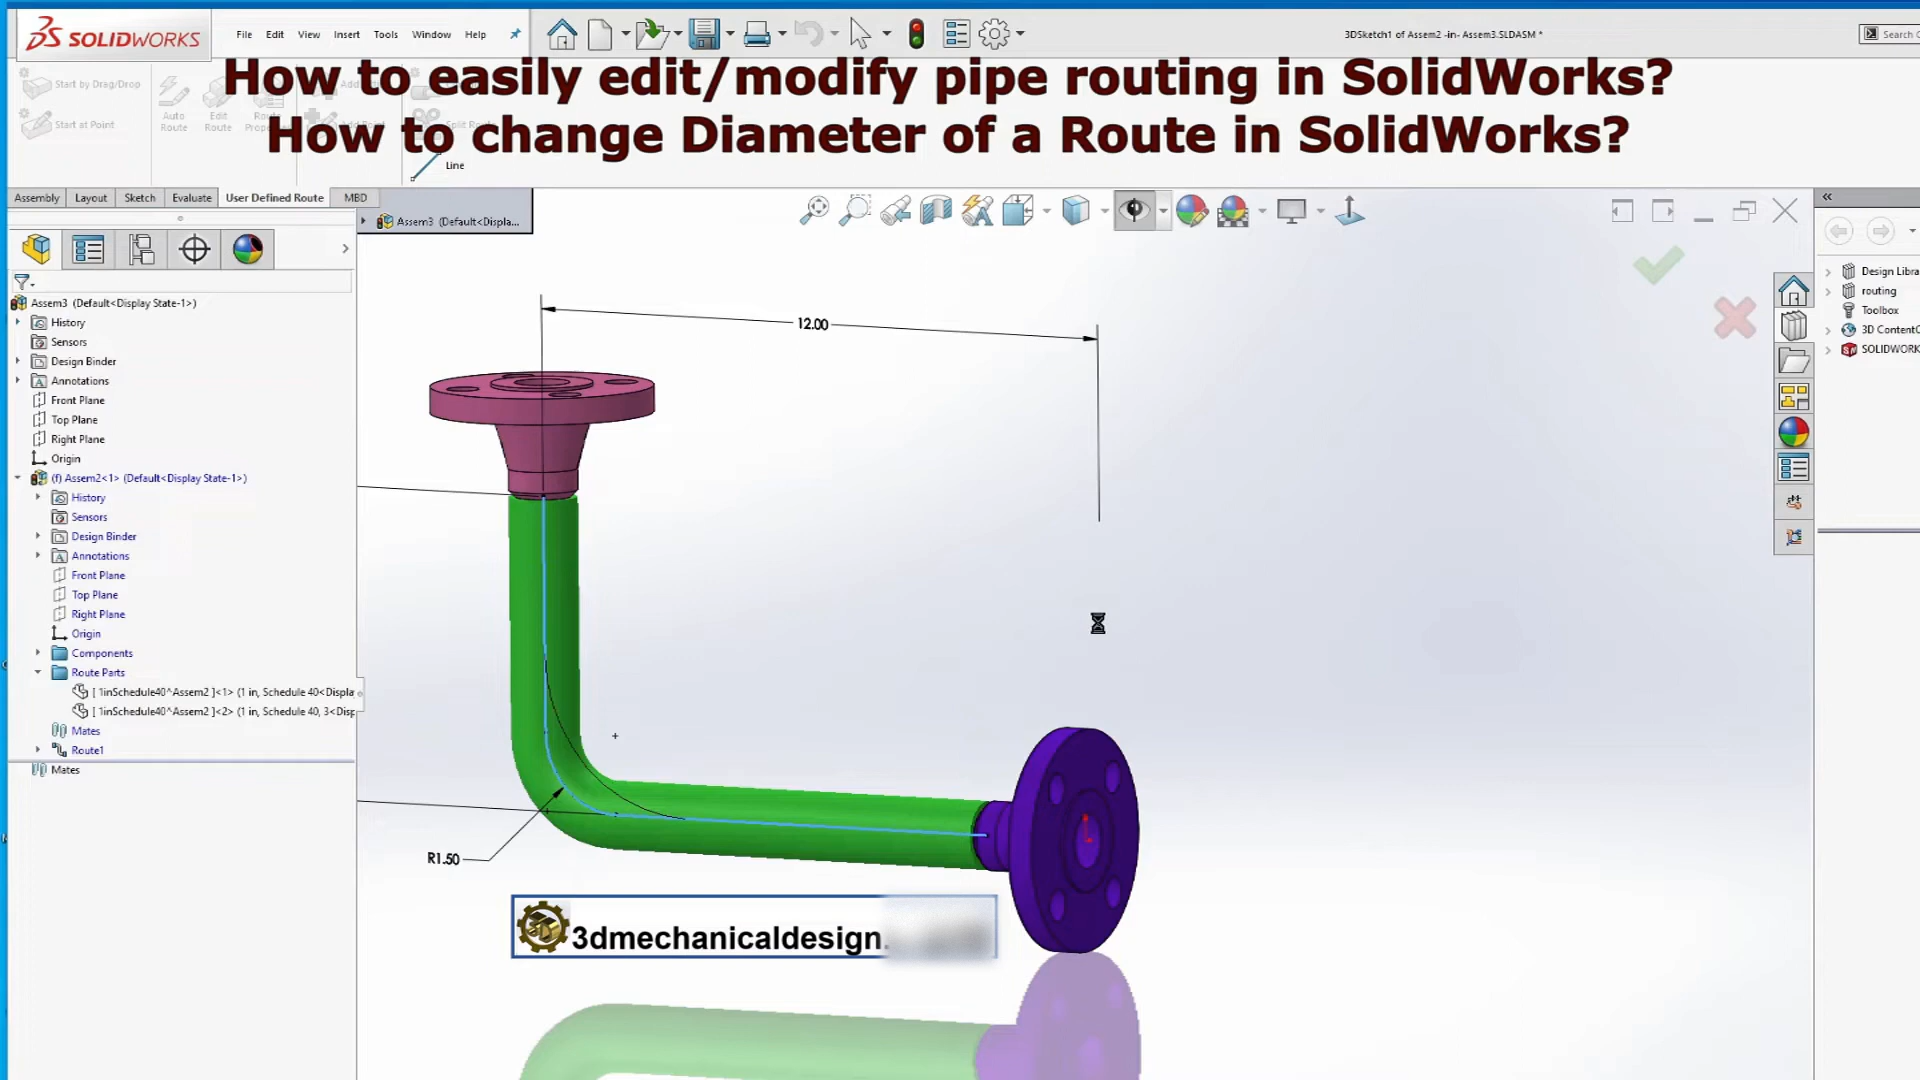 SOLIDWORKS
File Edit View Insert Tools Window Help
3DSketch1 of Assem2 -in- Assem3.SLDASM *
Search
How to easily edit/modify pipe routing in SolidWorks?
How to change Diameter of a Route in SolidWorks?
Start by Drag/Drop
Start at Point
Auto Route
Edit Route
Line
Assembly Layout Sketch Evaluate User Defined Route MBD
Assem3 (Default<Displa...
Assem3 (Default<Display State-1>)
History
Sensors
Design Binder
Annotations
Front Plane
Top Plane
Right Plane
Origin
(f) Assem2<1> (Default<Display State-1>)
History
Sensors
Design Binder
Annotations
Front Plane
Top Plane
Right Plane
Origin
Components
Route Parts
[ 1inSchedule40^Assem2 ]<1> (1 in, Schedule 40<Displa
[ 1inSchedule40^Assem2 ]<2> (1 in, Schedule 40, 3<Disp
Mates
Route1
Mates
12.00
R1.50
3dmechanicaldesign.
Design Libra
routing
Toolbox
3D ContentC
SOLIDWORK